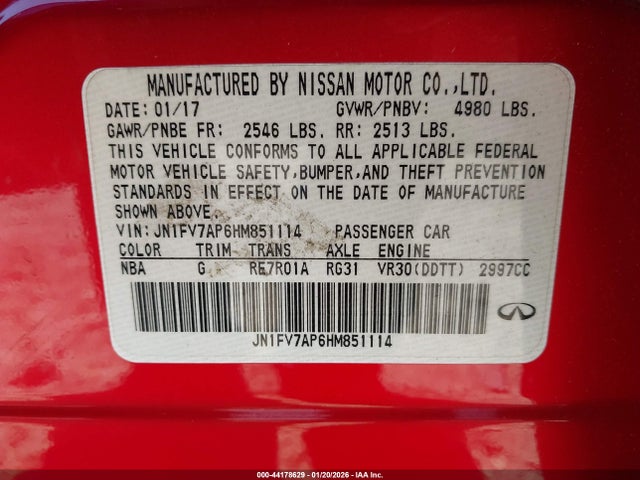 MANUFACTURED BY NISSAN MOTOR CO.,LTD.
DATE: 01/17 GVWR/PNBV: 4980 LBS.
GAWR/PNBE FR: 2546 LBS. RR: 2513 LBS.
THIS VEHICLE CONFORMS TO ALL APPLICABLE FEDERAL
MOTOR VEHICLE SAFETY,BUMPER,AND THEFT PREVENTION
STANDARDS IN EFFECT ON THE DATE OF MANUFACTURE
SHOWN ABOVE.
VIN:JN1FV7AP6HM851114 PASSENGER CAR
COLOR TRIM TRANS AXLE ENGINE
NBA G RE7R01A RG31 VR30(DDTT) 2997CC
JN1FV7AP6HM851114
000-44178629 - 01/20/2026 - IAA Inc.